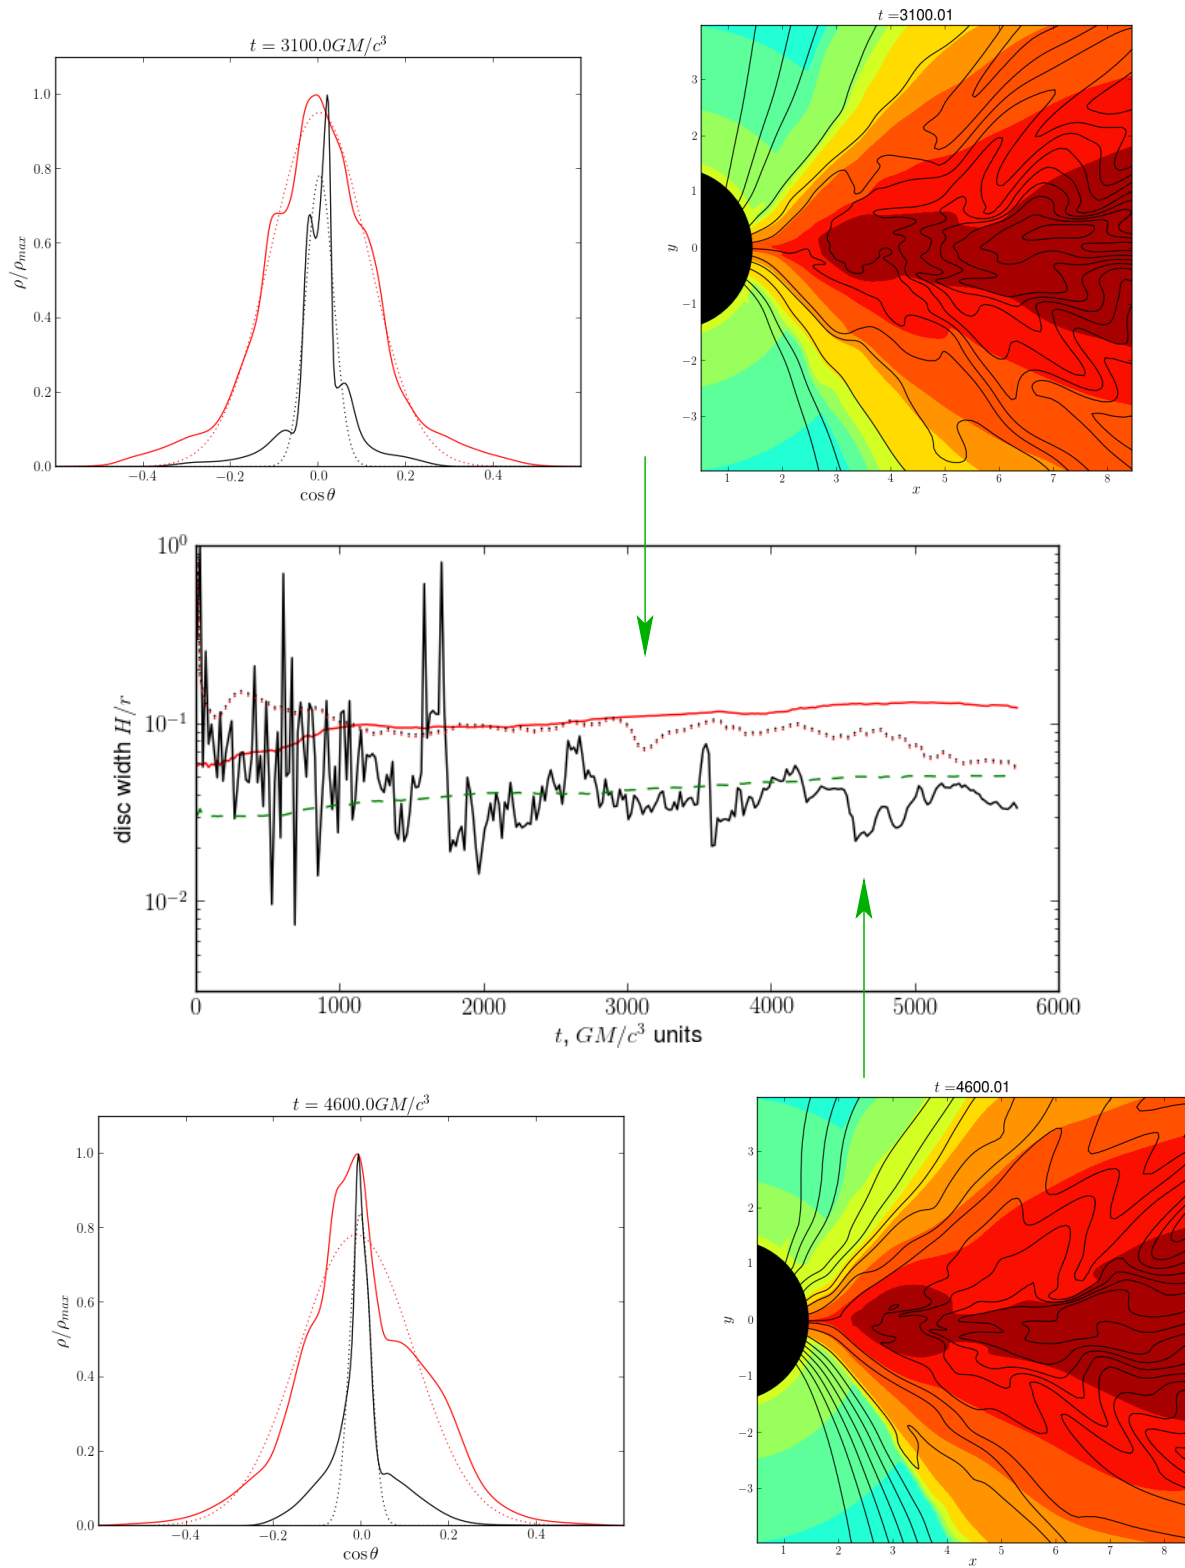 t = 3100.0GM/c³
1.0
0.8
0.6
0.4
0.2
0.0
ρ/ρmax
−0.4 −0.2 0.0 0.2 0.4
cos θ
t =3100.01
3
2
1
0
−1
−2
−3
y
1 2 3 4 5 6 7 8
x
10⁰
10⁻¹
10⁻²
disc width H/r
0 1000 2000 3000 4000 5000 6000
t, GM/c³ units
t = 4600.0GM/c³
1.0
0.8
0.6
0.4
0.2
0.0
ρ/ρmax
−0.4 −0.2 0.0 0.2 0.4
cos θ
t =4600.01
3
2
1
0
−1
−2
−3
y
1 2 3 4 5 6 7 8
x